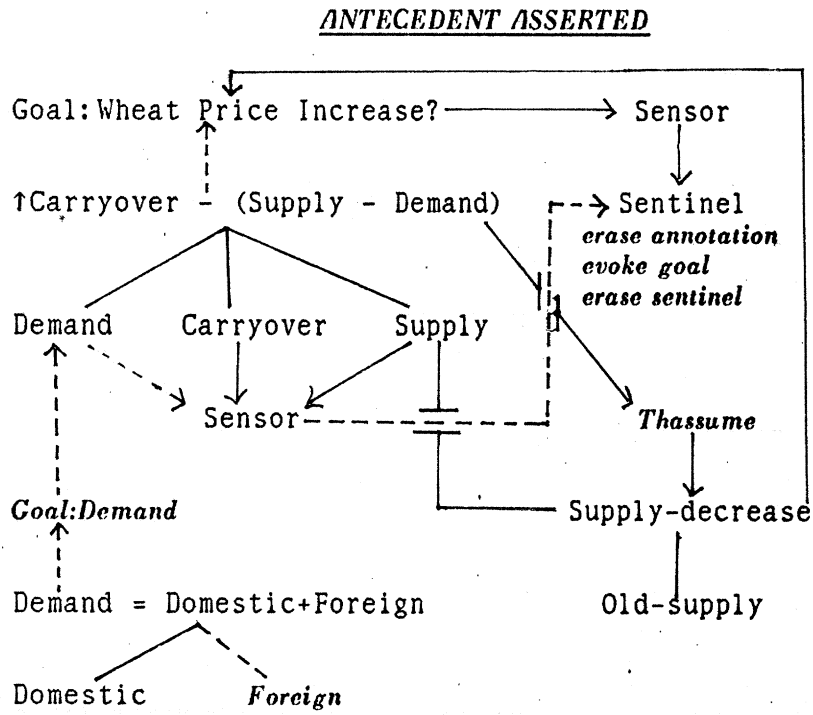 ANTECEDENT ASSERTED
Goal: Wheat Price Increase? Sensor
↑Carryover - (Supply - Demand) Sentinel
erase annotation
evoke goal
erase sentinel
Demand Carryover Supply
Sensor Thassume
Goal:Demand Supply-decrease
Demand = Domestic+Foreign Old-supply
Domestic Foreign